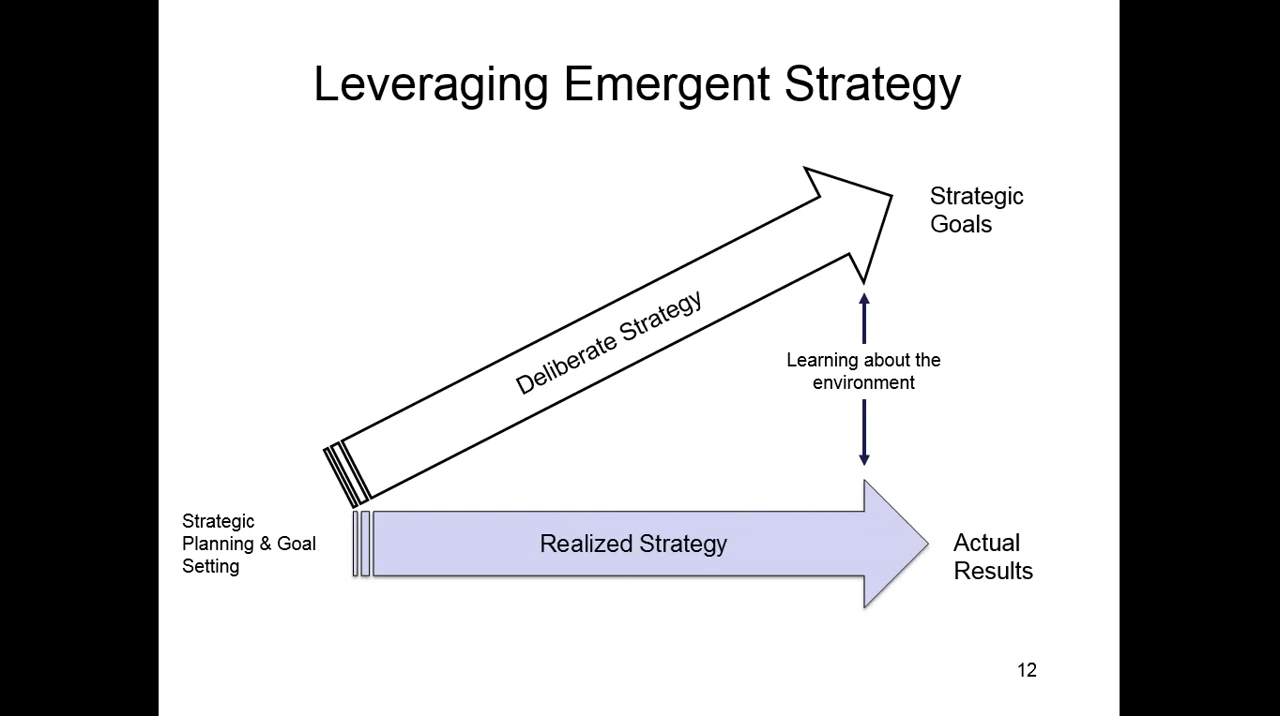 Leveraging Emergent Strategy
Strategic
Goals
Deliberate Strategy
Learning about the
environment
Strategic
Planning & Goal
Setting
Realized Strategy
Actual
Results
12